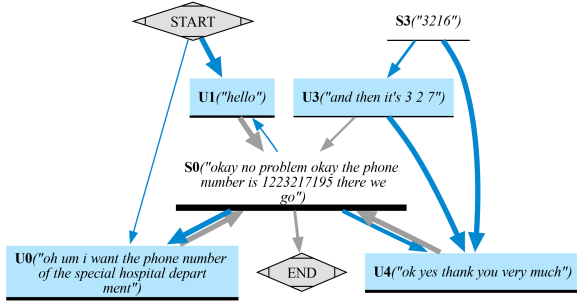 START
S3("3216")
U1("hello")
U3("and then it's 3 2 7")
S0("okay no problem okay the phone
number is 1223217195 there we
go")
U0("oh um i want the phone number
of the special hospital depart
ment")
END
U4("ok yes thank you very much")